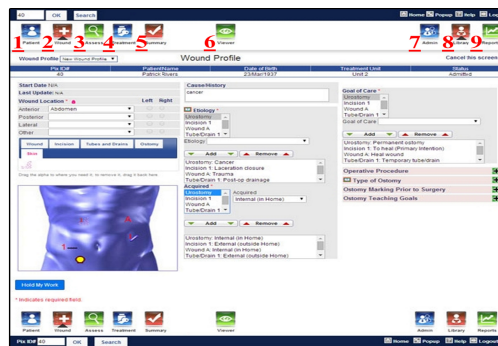 40 OK Search Home Popup Help Logout
1 2 3 4 5 6 7 8 9
Patient Wound Assess Treatment Summary Viewer Admin Library Reports
Wound Profile New Wound Profile Wound Profile Cancel this screen
PixID# PatientName Date of Birth Treatment Unit Status
40 Patrick Rivers 23/Mar/1937 Unit 2 Admitted
Start Date N/A
Last Update: N/A
Wound Location * Left Right
Anterior Abdomen
Posterior
Lateral
Other
Wound Incision Tubes and Drains Ostomy
Skin
Drag the alpha to where you need it; to remove it, drag it back here.
Hold My Work
* Indicates required field.
Cause/History
cancer
Etiology *
Urostomy
Incision 1
Wound A
Tube/Drain 1
Etiology:
Add Remove
Urostomy: Cancer
Incision 1: Laceration closure
Wound A: Trauma
Tube/Drain 1: Post-op drainage
Acquired *
Urostomy Acquired
Incision 1 Internal (in Home)
Wound A
Tube/Drain 1
Add Remove
Urostomy: Internal (in Home)
Incision 1: External (outside Home)
Wound A: External (outside Home)
Tube/Drain 1: Internal (in Home)
Goal of Care *
Urostomy
Incision 1
Wound A
Tube/Drain 1
Goal of Care:
Add Remove
Urostomy: Permanent ostomy
Incision 1: To heal (Primary Intention)
Wound A: Heal wound
Tube/Drain 1: Temporary tube/drain
Operative Procedure
Type of Ostomy
Ostomy Marking Prior to Surgery
Ostomy Teaching Goals
Patient Wound Assess Treatment Summary Viewer Admin Library Reports
Pix ID# 40 OK Search Home Popup Help Logout